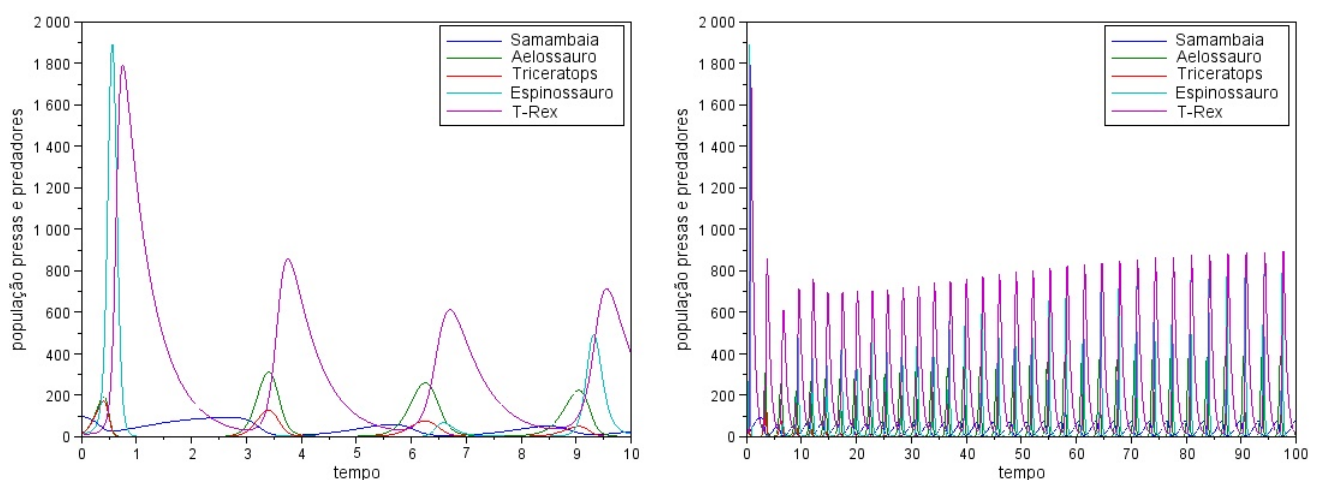 2 000
1 800
1 600
1 400
1 200
1 000
800
600
400
200
0
população presas e predadores
Samambaia
Aelossauro
Triceratops
Espinossauro
T-Rex
0 1 2 3 4 5 6 7 8 9 10
tempo
2 000
1 800
1 600
1 400
1 200
1 000
800
600
400
200
0
população presas e predadores
Samambaia
Aelossauro
Triceratops
Espinossauro
T-Rex
0 10 20 30 40 50 60 70 80 90 100
tempo